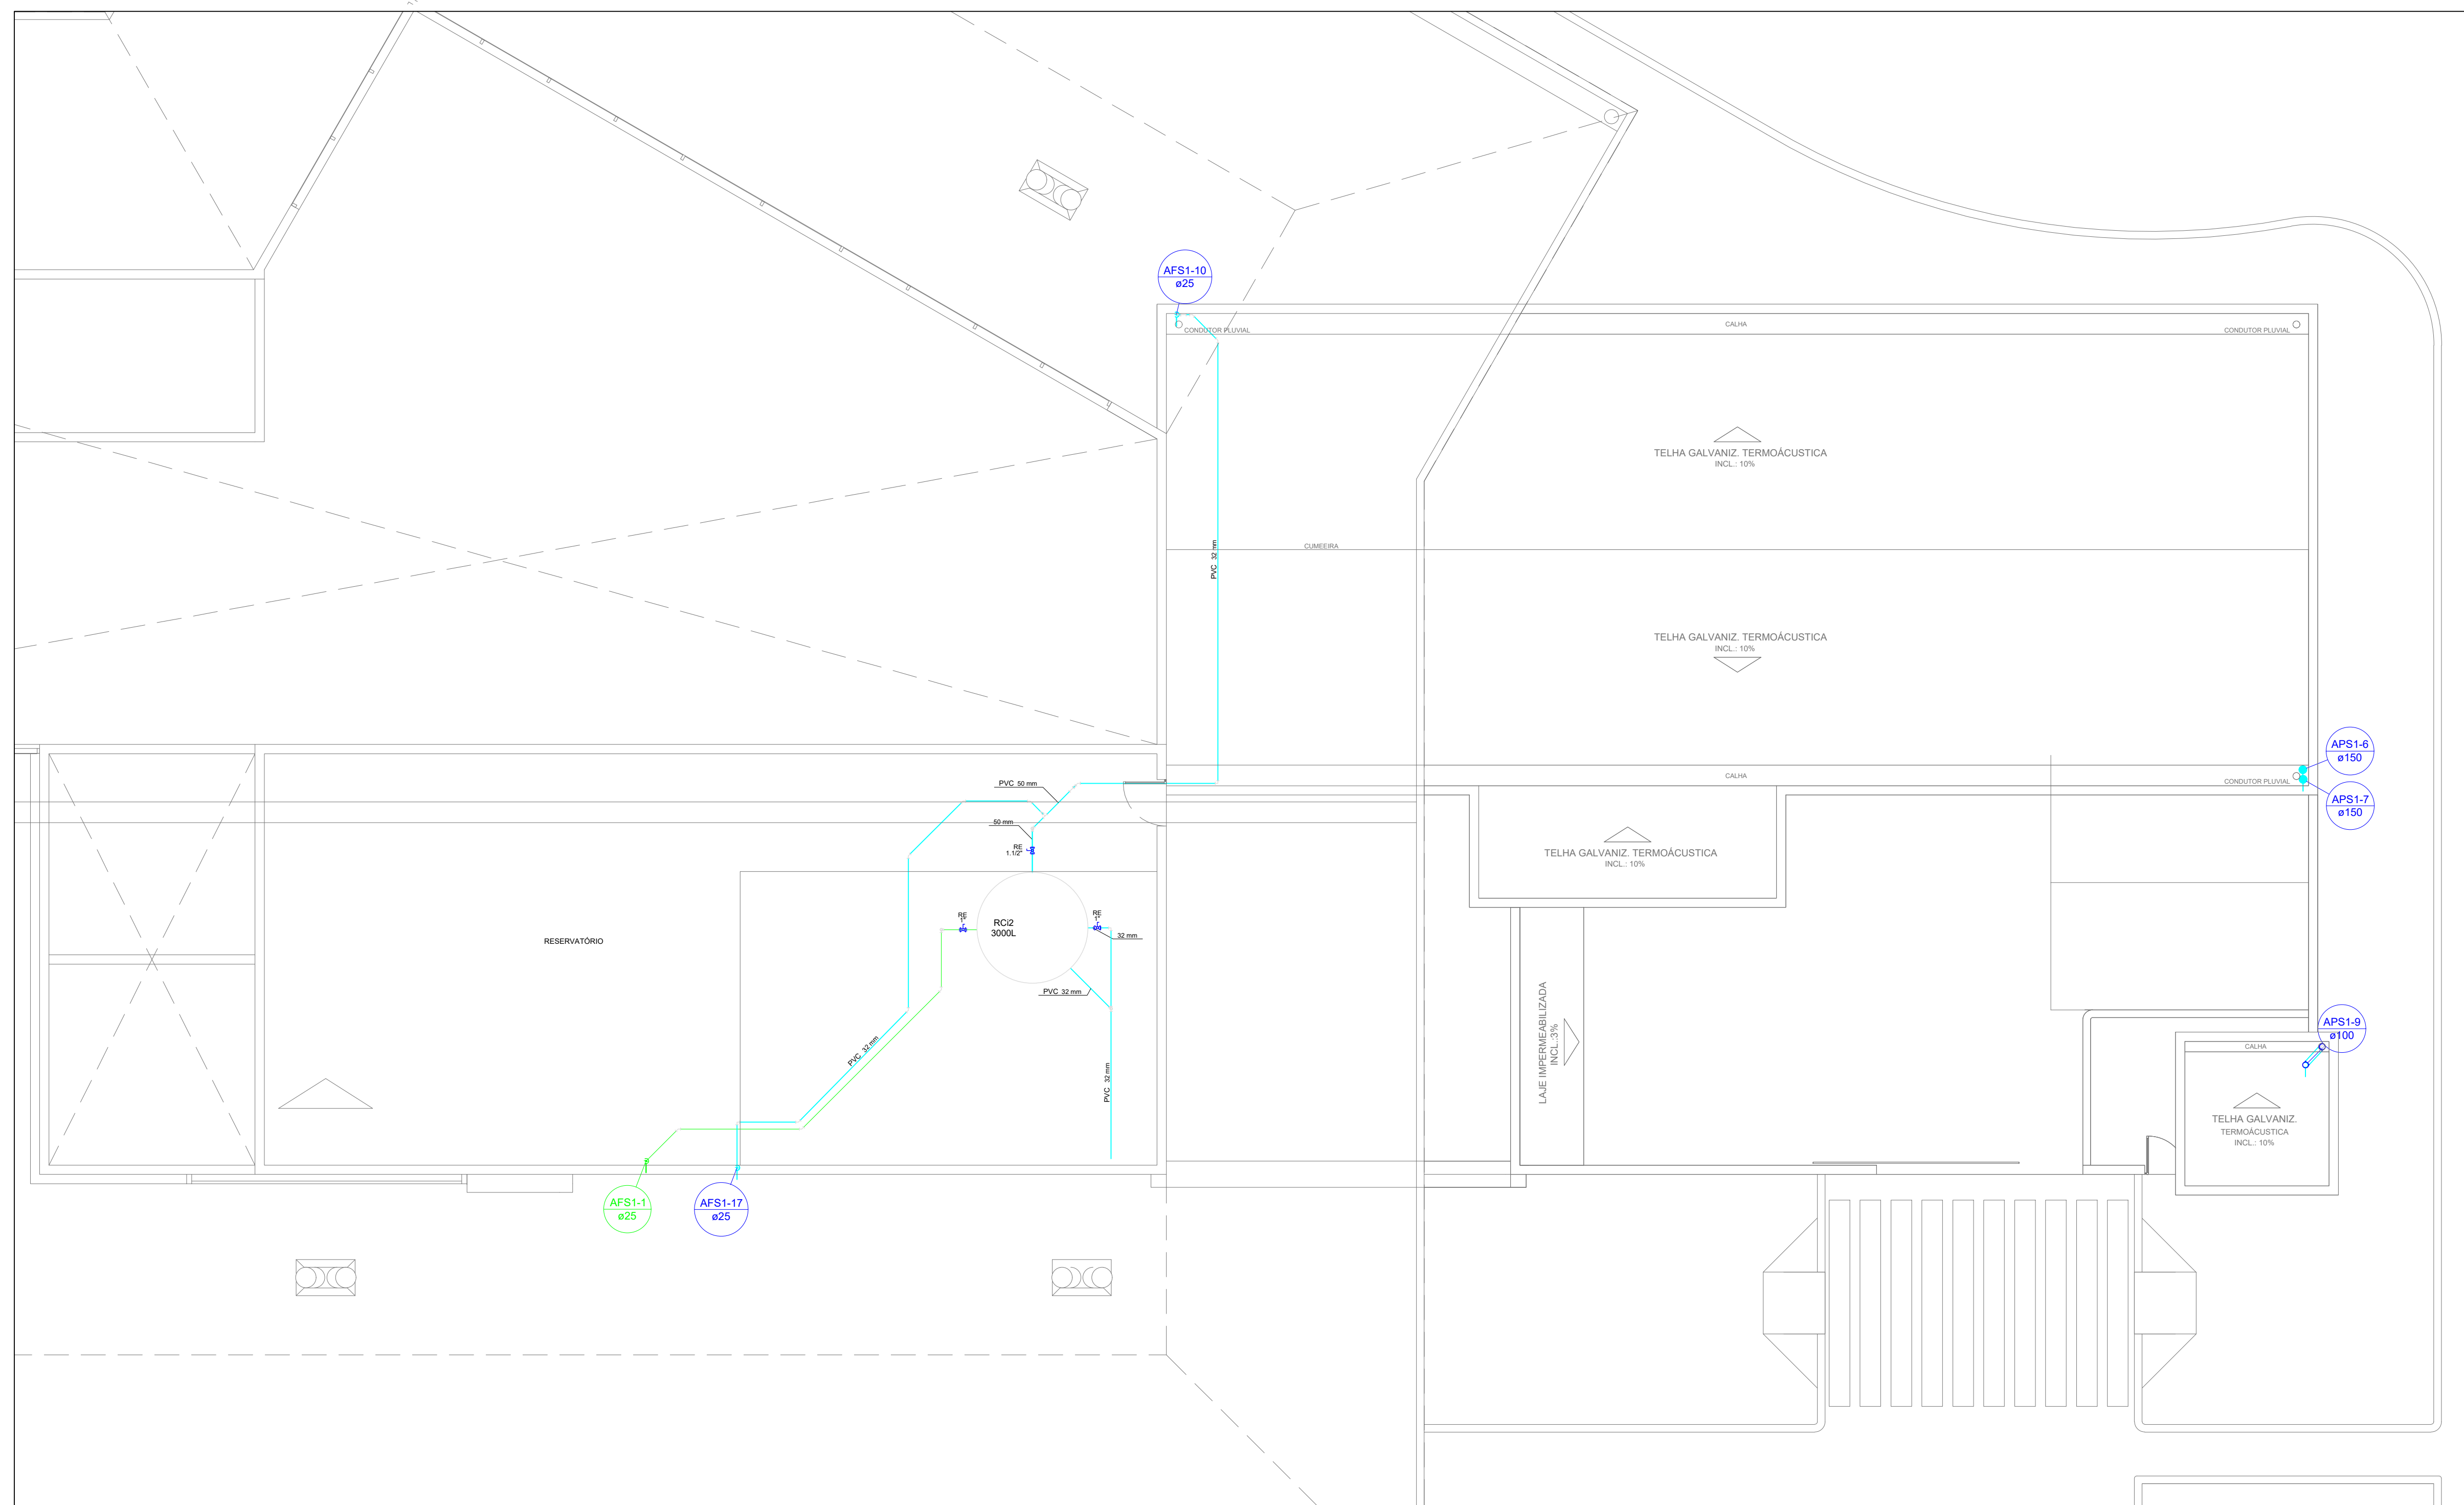 AFS1-10
ø25
CONDUTOR PLUVIAL
CALHA
CONDUTOR PLUVIAL
TELHA GALVANIZ. TERMOÁCUSTICA
INCL.: 10%
CUMEEIRA
PVC 32 mm
TELHA GALVANIZ. TERMOÁCUSTICA
INCL.: 10%
APS1-6
ø150
CALHA
CONDUTOR PLUVIAL
APS1-7
ø150
PVC 50 mm
50 mm
RE
1.1/2"
TELHA GALVANIZ. TERMOÁCUSTICA
INCL.: 10%
RE
1"
RCi2
3000L
RE
1"
32 mm
RESERVATÓRIO
PVC 32 mm
LAJE IMPERMEABILIZADA
INCL.:3%
APS1-9
ø100
CALHA
PVC 32 mm
PVC 32 mm
TELHA GALVANIZ.
TERMOÁCUSTICA
INCL.: 10%
AFS1-1
ø25
AFS1-17
ø25